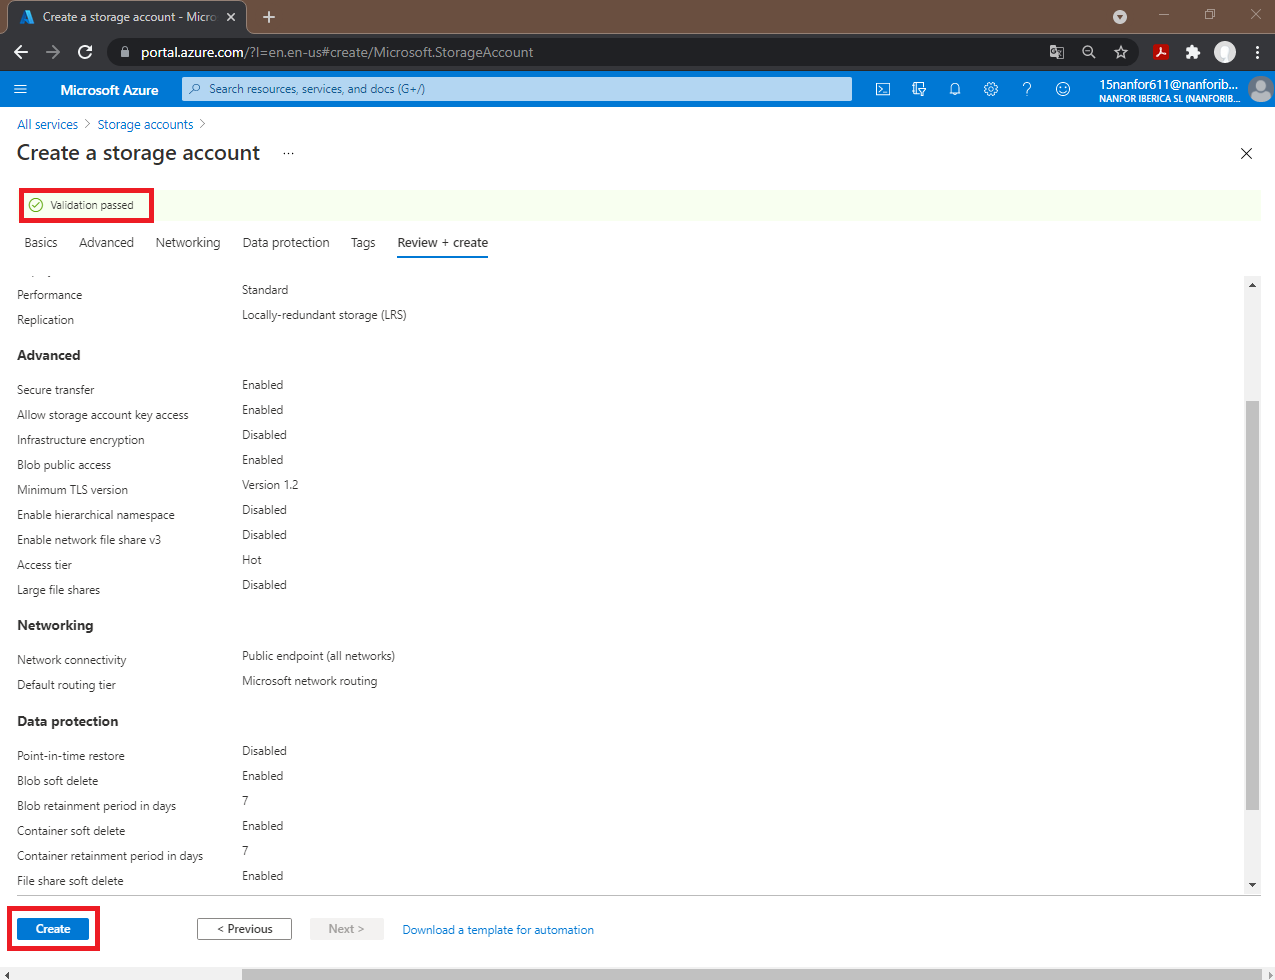 Create a storage account - Micro
portal.azure.com/?l=en.en-us#create/Microsoft.StorageAccount
Microsoft Azure
Search resources, services, and docs (G+/)
15nanfor611@nanforib...
NANFOR IBERICA SL (NANFORIB...
All services > Storage accounts >
Create a storage account ...
Validation passed
Basics Advanced Networking Data protection Tags Review + create
Performance Standard
Replication Locally-redundant storage (LRS)
Advanced
Secure transfer Enabled
Allow storage account key access Enabled
Infrastructure encryption Disabled
Blob public access Enabled
Minimum TLS version Version 1.2
Enable hierarchical namespace Disabled
Enable network file share v3 Disabled
Access tier Hot
Large file shares Disabled
Networking
Network connectivity Public endpoint (all networks)
Default routing tier Microsoft network routing
Data protection
Point-in-time restore Disabled
Blob soft delete Enabled
Blob retainment period in days 7
Container soft delete Enabled
Container retainment period in days 7
File share soft delete Enabled
Create < Previous Next > Download a template for automation